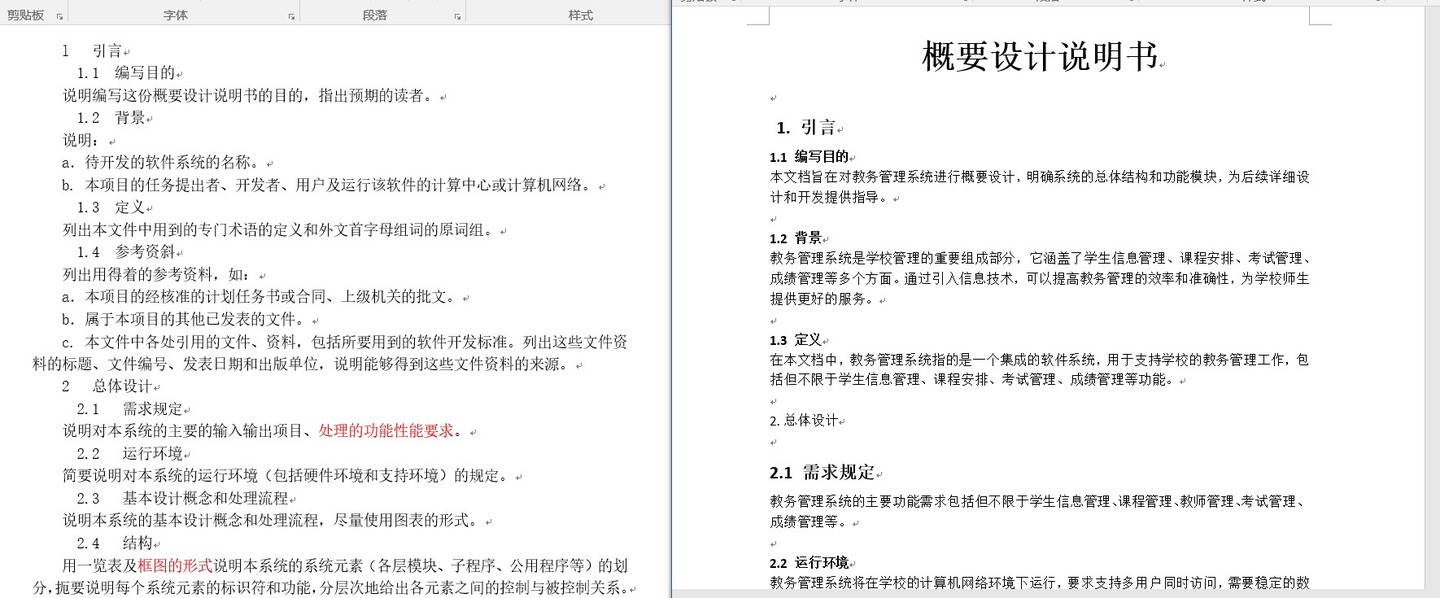 剪贴板
字体
段落
样式
1 引言
1.1 编写目的
说明编写这份概要设计说明书的目的，指出预期的读者。
1.2 背景
说明：
a. 待开发的软件系统的名称。
b. 本项目的任务提出者、开发者、用户及运行该软件的计算中心或计算机网络。
1.3 定义
列出本文件中用到的专门术语的定义和外文首字母组词的原词组。
1.4 参考资斜
列出用得着的参考资料，如：
a. 本项目的经核准的计划任务书或合同、上级机关的批文。
b. 属于本项目的其他已发表的文件。
c. 本文件中各处引用的文件、资料，包括所要用到的软件开发标准。列出这些文件资
料的标题、文件编号、发表日期和出版单位，说明能够得到这些文件资料的来源。
2 总体设计
2.1 需求规定
说明对本系统的主要的输入输出项目、处理的功能性能要求。
2.2 运行环境
简要说明对本系统的运行环境（包括硬件环境和支持环境）的规定。
2.3 基本设计概念和处理流程
说明本系统的基本设计概念和处理流程，尽量使用图表的形式。
2.4 结构
用一览表及框图的形式说明本系统的系统元素（各层模块、子程序、公用程序等）的划
分，扼要说明每个系统元素的标识符和功能，分层次地给出各元素之间的控制与被控制关系。
概要设计说明书
1. 引言
1.1 编写目的
本文档旨在对教务管理系统进行概要设计，明确系统的总体结构和功能模块，为后续详细设
计和开发提供指导。
1.2 背景
教务管理系统是学校管理的重要组成部分，它涵盖了学生信息管理、课程安排、考试管理、
成绩管理等多个方面。通过引入信息技术，可以提高教务管理的效率和准确性，为学校师生
提供更好的服务。
1.3 定义
在本文档中，教务管理系统指的是一个集成的软件系统，用于支持学校的教务管理工作，包
括但不限于学生信息管理、课程安排、考试管理、成绩管理等功能。
2. 总体设计
2.1 需求规定
教务管理系统的主要功能需求包括但不限于学生信息管理、课程管理、教师管理、考试管理、
成绩管理等。
2.2 运行环境
教务管理系统将在学校的计算机网络环境下运行，要求支持多用户同时访问，需要稳定的数